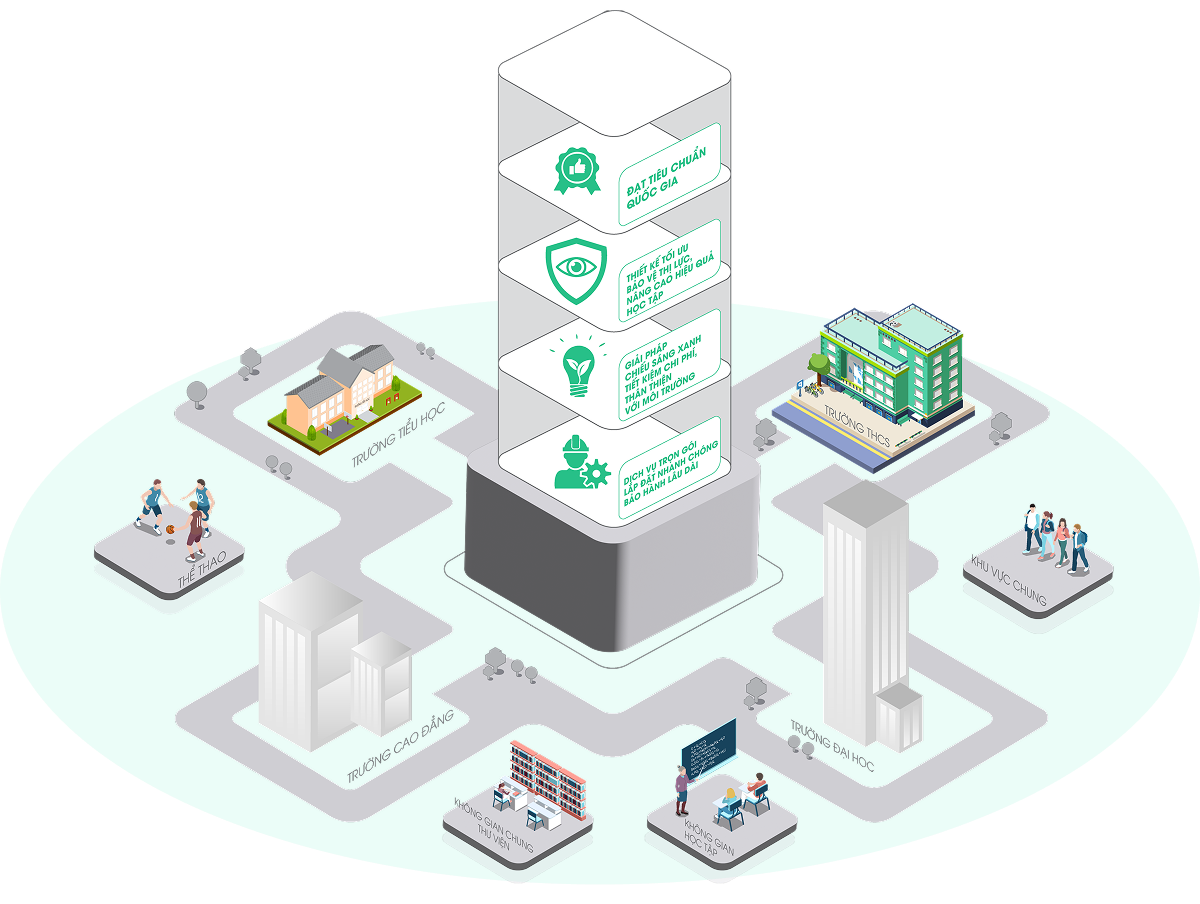 ĐẠT TIÊU CHUẨN
QUỐC GIA
THIẾT KẾ TỐI ƯU
BẢO VỆ THỊ LỰC,
NÂNG CAO HIỆU QUẢ
HỌC TẬP
GIẢI PHÁP
CHIẾU SÁNG XANH
TIẾT KIỆM CHI PHÍ,
THÂN THIỆN
VỚI MÔI TRƯỜNG
DỊCH VỤ TRỌN GÓI
LẮP ĐẶT NHANH CHÓNG
BẢO HÀNH LÂU DÀI
TRƯỜNG TIỂU HỌC
TRƯỜNG THCS
THỂ THAO
KHU VỰC CHUNG
TRƯỜNG CAO ĐẲNG
TRƯỜNG ĐẠI HỌC
KHÔNG GIAN CHUNG
THƯ VIỆN
KHÔNG GIAN
HỌC TẬP